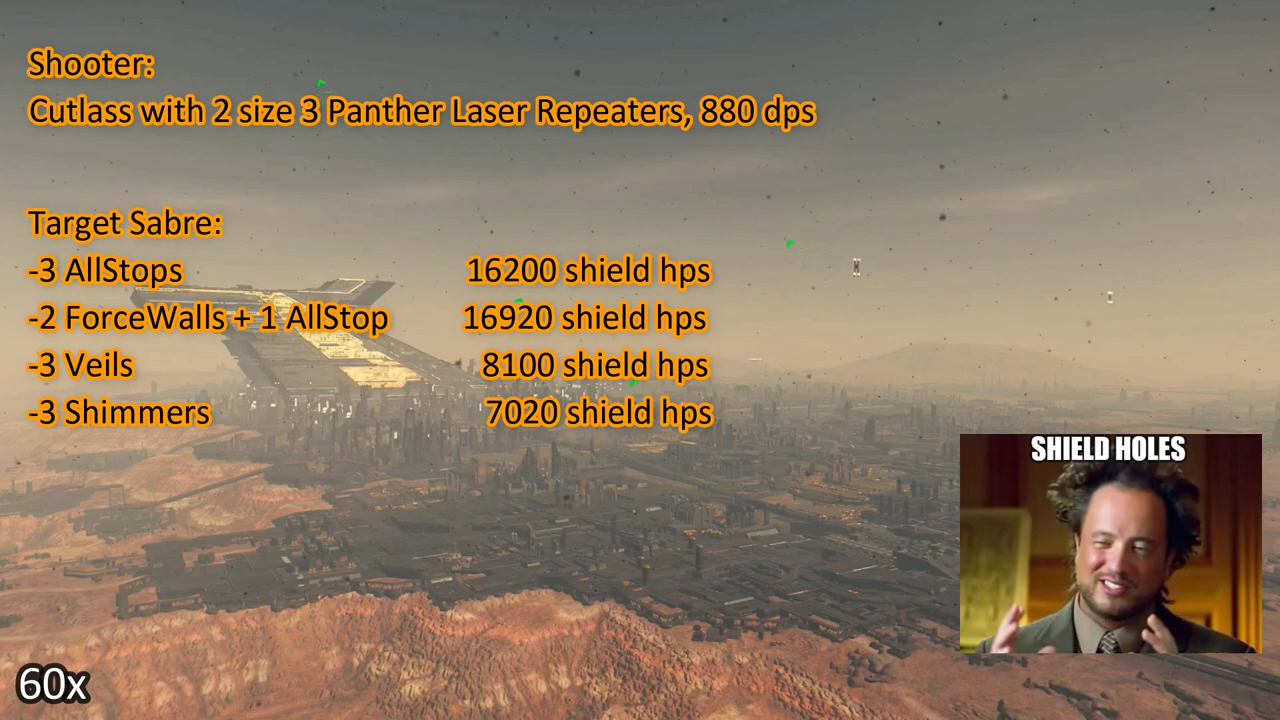 Shooter:
Cutlass with 2 size 3 Panther Laser Repeaters, 880 dps
Target Sabre:
-3 AllStops 16200 shield hps
-2 ForceWalls + 1 AllStop 16920 shield hps
-3 Veils 8100 shield hps
-3 Shimmers 7020 shield hps
SHIELD HOLES
60x